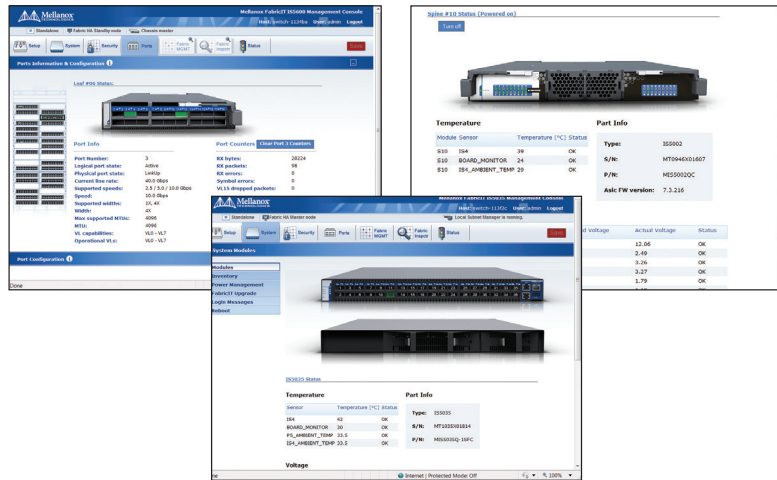 Mellanox
TECHNOLOGIES
Mellanox FabricIT IS5600 Management Console
Host: switch-1134ba User: admin Logout
Standalone Fabric HA Standby node Chassis master
Setup System Security Ports Fabric MGMT Fabric Inspctr Status Save
Ports Information & Configuration
Leaf #06 Status:
Port Info
Port Number: 3
Logical port state: Active
Physical port state: LinkUp
Current line rate: 40.0 Gbps
Supported speeds: 2.5 / 5.0 / 10.0 Gbps
Speed: 10.0 Gbps
Supported widths: 1X, 4X
Width: 4X
Max supported MTUs: 4096
MTU: 4096
VL capabilities: VL0 - VL7
Operational VLs: VL0 - VL7
Port Counters Clear Port 3 Counters
RX bytes: 28224
RX packets: 98
RX errors: 0
Symbol errors: 0
VL15 dropped packets: 0
Port Configuration
Done
Spine #10 Status (Powered on)
Turn off
Temperature
Module Sensor Temperature [°C] Status
S10 IS4 39 OK
S10 BOARD_MONITOR 24 OK
S10 IS4_AMBIENT_TEMP 29 OK
Part Info
Type: IS5002
S/N: MT0946X01607
P/N: MIS5002QC
Asic FW version: 7.3.216
d Voltage Actual Voltage Status
12.06 OK
2.49 OK
3.26 OK
3.27 OK
1.79 OK
Mellanox
TECHNOLOGIES
Mellanox FabricIT IS5035 Management Console
Host: switch-113f2c User: admin Logout
Standalone Fabric HA Master node Local Subnet Manager is running.
Setup System Security Ports Fabric MGMT Fabric Inspctr Status Save
System Modules
Modules
Inventory
Power Management
FabricIT Upgrade
Login Messages
Reboot
IS5035 Status
Temperature
Sensor Temperature [°C] Status
IS4 42 OK
BOARD_MONITOR 30 OK
PS_AMBIENT_TEMP 33.5 OK
IS4_AMBIENT_TEMP 33.5 OK
Part Info
Type: IS5035
S/N: MT1038X01814
P/N: MIS5035Q-1SFC
Voltage
ne Internet | Protected Mode: Off 100%